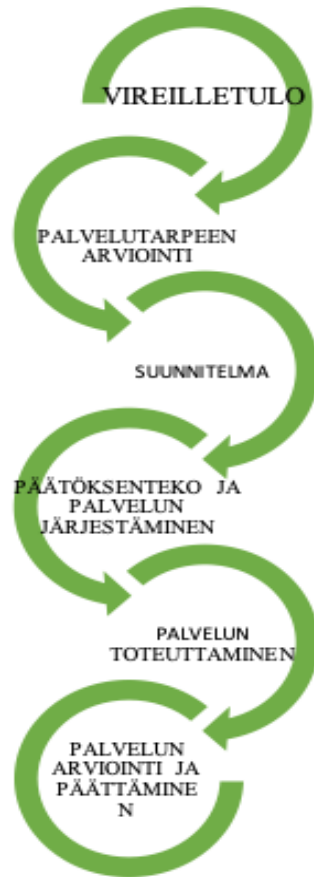 VIREILLETULO
PALVELUTARPEEN
ARVIOINTI
SUUNNITELMA
PÄÄTÖKSENTEKO JA
PALVELUN
JÄRJESTÄMINEN
PALVELUN
TOTEUTTAMINEN
PALVELUN
ARVIOINTI JA
PÄÄTTÄMINE
N